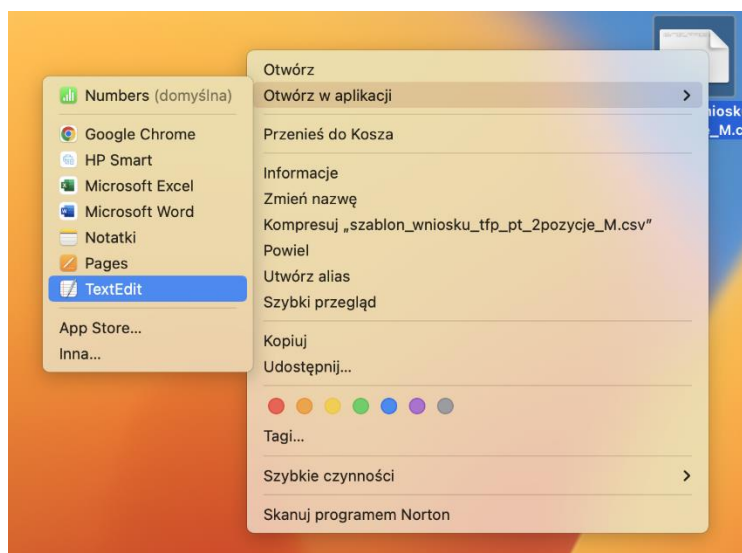 Otwórz
Otwórz w aplikacji
Przenieś do Kosza
Informacje
Zmień nazwę
Kompresuj „szablon_wniosku_tfp_pt_2pozycje_M.csv”
Powiel
Utwórz alias
Szybki przegląd
Kopiuj
Udostępnij...
Tagi...
Szybkie czynności
Skanuj programem Norton
Numbers (domyślna)
Google Chrome
HP Smart
Microsoft Excel
Microsoft Word
Notatki
Pages
TextEdit
App Store...
Inna...